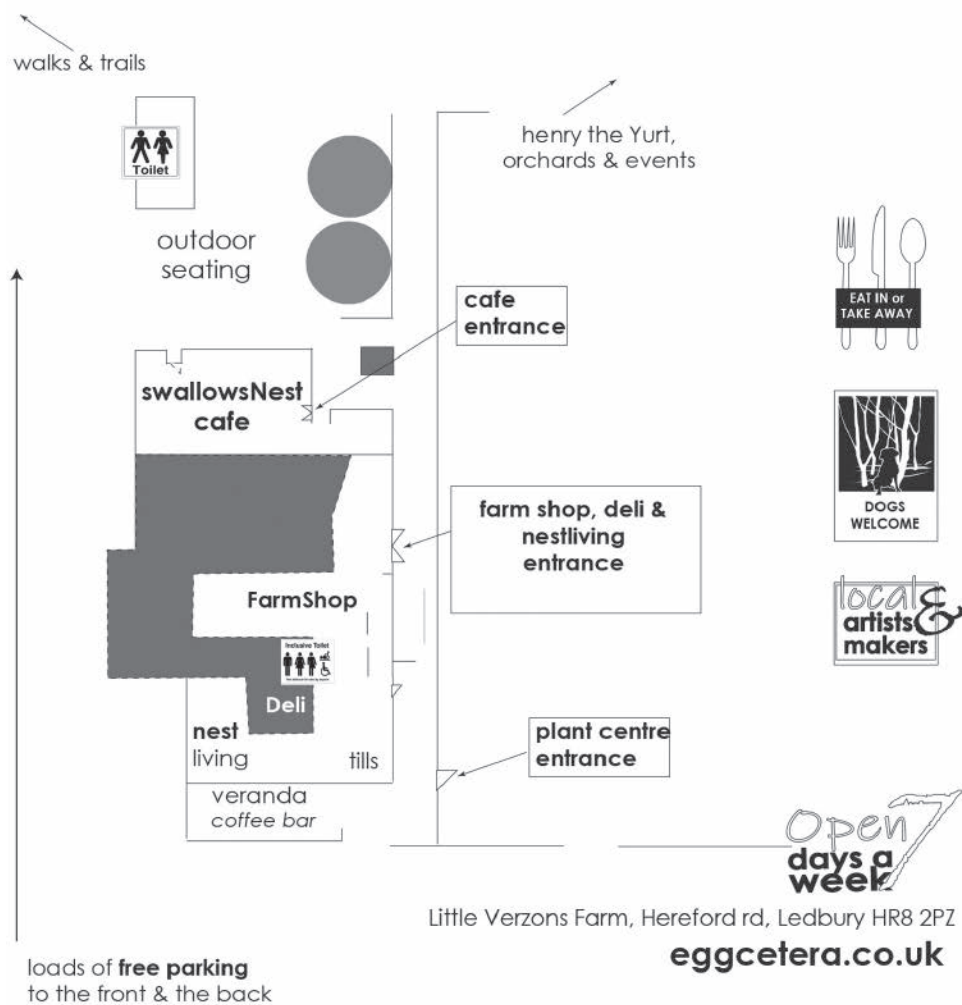 walks & trails
henry the Yurt,
orchards & events
Toilet
outdoor
seating
EAT IN or
TAKE AWAY
cafe
entrance
swallowsNest
cafe
DOGS
WELCOME
farm shop, deli &
nestliving
entrance
FarmShop
local &
artists
makers
Inclusive Toilet
Deli
nest
living
tills
plant centre
entrance
veranda
coffee bar
Open 7
days a
week
Little Verzons Farm, Hereford rd, Ledbury HR8 2PZ
eggcetera.co.uk
loads of free parking
to the front & the back